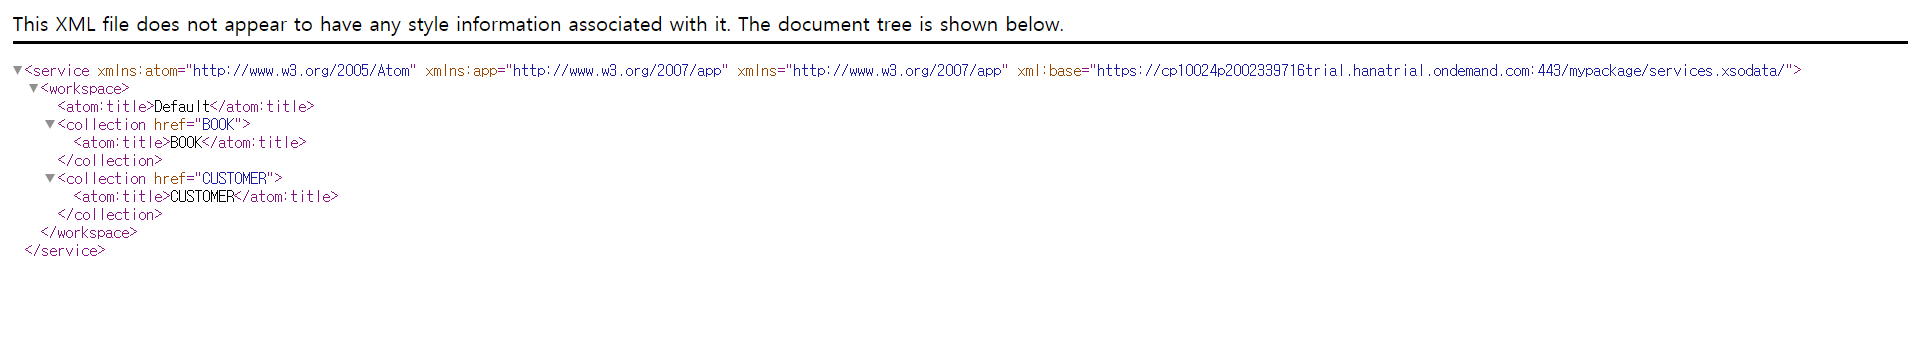 This XML file does not appear to have any style information associated with it. The document tree is shown below.
▼<service xmlns:atom="http://www.w3.org/2005/Atom" xmlns:app="http://www.w3.org/2007/app" xmlns="http://www.w3.org/2007/app" xml:base="https://cp10024p2002339716trial.hanatrial.ondemand.com:443/mypackage/services.xsodata/">
▼<workspace>
<atom:title>Default</atom:title>
▼<collection href="BOOK">
<atom:title>BOOK</atom:title>
</collection>
▼<collection href="CUSTOMER">
<atom:title>CUSTOMER</atom:title>
</collection>
</workspace>
</service>